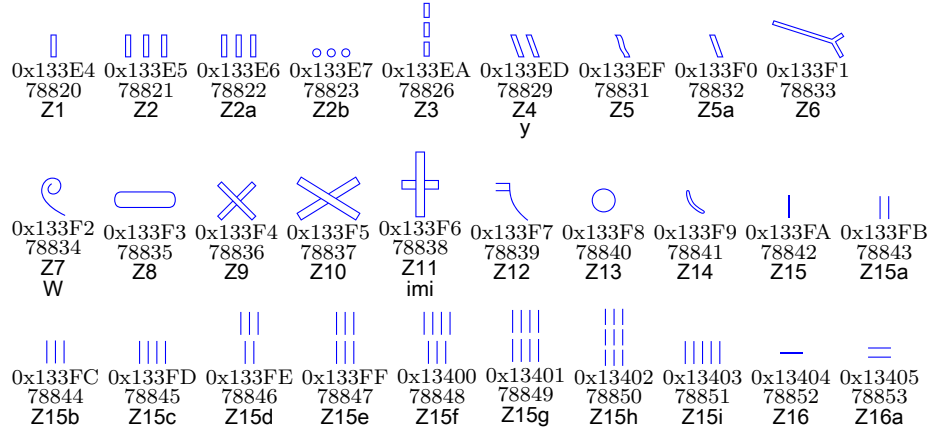 0x133E4 0x133E5 0x133E6 0x133E7 0x133EA 0x133ED 0x133EF 0x133F0 0x133F1
78820 78821 78822 78823 78826 78829 78831 78832 78833
Z1 Z2 Z2a Z2b Z3 Z4 Z5 Z5a Z6
y
0x133F2 0x133F3 0x133F4 0x133F5 0x133F6 0x133F7 0x133F8 0x133F9 0x133FA 0x133FB
78834 78835 78836 78837 78838 78839 78840 78841 78842 78843
Z7 Z8 Z9 Z10 Z11 Z12 Z13 Z14 Z15 Z15a
W imi
0x133FC 0x133FD 0x133FE 0x133FF 0x13400 0x13401 0x13402 0x13403 0x13404 0x13405
78844 78845 78846 78847 78848 78849 78850 78851 78852 78853
Z15b Z15c Z15d Z15e Z15f Z15g Z15h Z15i Z16 Z16a